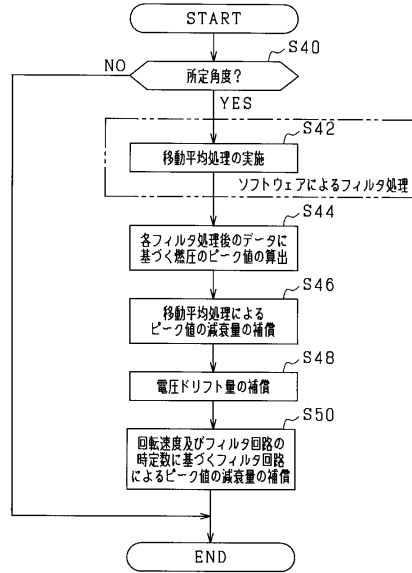 START
S40
NO
所定角度?
YES
S42
移動平均処理の実施
ソフトウェアによるフィルタ処理
S44
各フィルタ処理後のデータに
基づく燃圧のピーク値の算出
S46
移動平均処理による
ピーク値の減衰量の補償
S48
電圧ドリフト量の補償
S50
回転速度及びフィルタ回路の
時定数に基づくフィルタ回路
によるピーク値の減衰量の補償
END